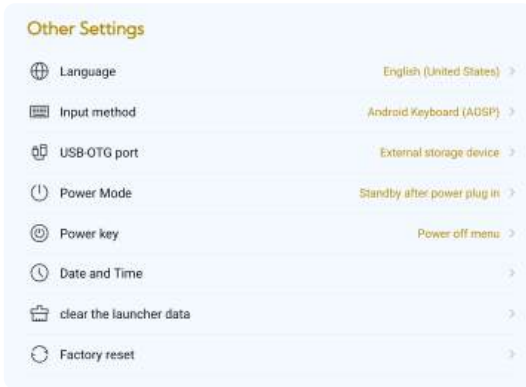 Other Settings
Language English (United States)
Input method Android Keyboard (AOSP)
USB-OTG port External storage device
Power Mode Standby after power plug in
Power key Power off menu
Date and Time
clear the launcher data
Factory reset